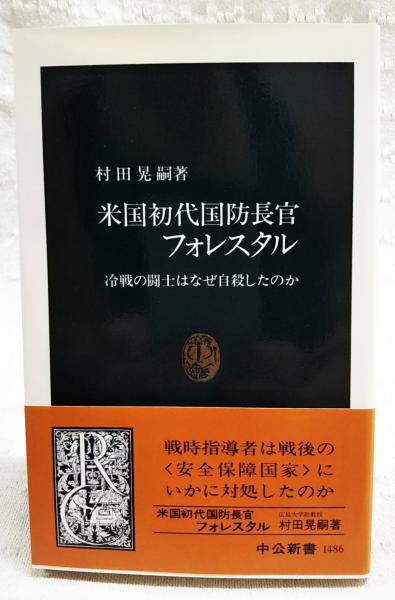 村田晃嗣著
米国初代国防長官
フォレスタル
冷戦の闘士はなぜ自殺したのか
R
C
戦時指導者は戦後の
〈安全保障国家〉に
いかに対処したのか
米国初代国防長官
フォレスタル
広島大学助教授
村田晃嗣著
中公新書 1486